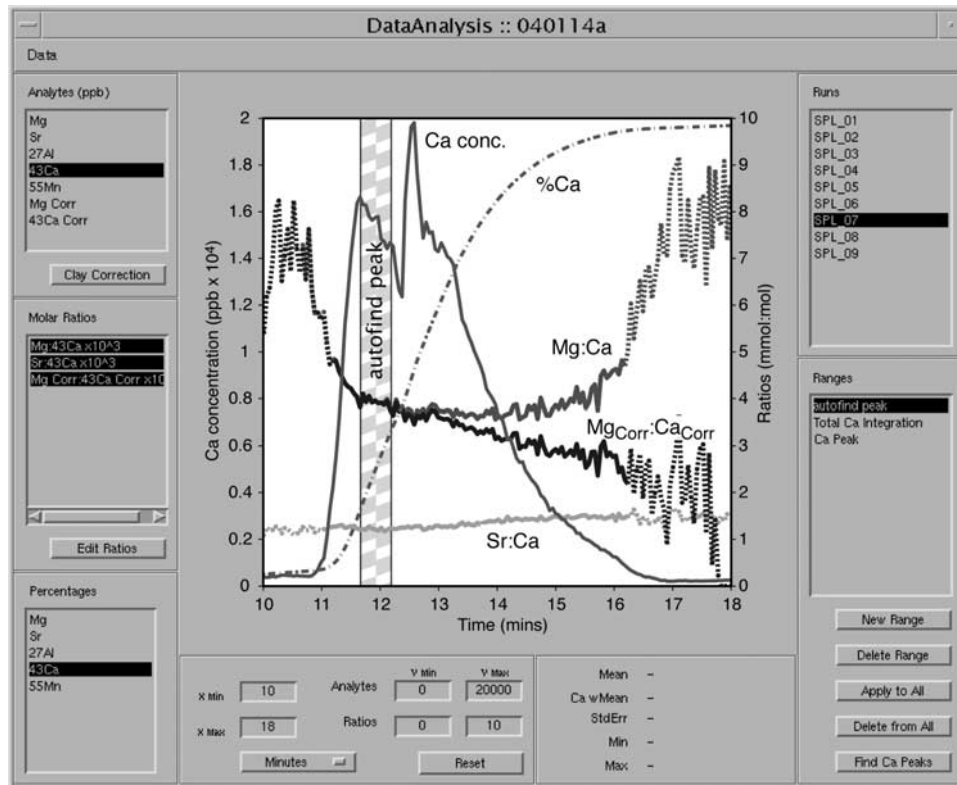 DataAnalysis :: 040114a
Data
Analytes (ppb)
Mg
Sr
27Al
43Ca
55Mn
Mg Corr
43Ca Corr
Clay Correction
Molar Ratios
Mg:43Ca x10^3
Sr:43Ca x10^3
Mg Corr:43Ca Corr x10
Edit Ratios
Percentages
Mg
Sr
27Al
43Ca
55Mn
Ca concentration (ppb x 10⁴)
2
1.8
1.6
1.4
1.2
1
0.8
0.6
0.4
0.2
0
autofind peak
Ca conc.
%Ca
Mg:Ca
Mg_Corr:Ca_Corr
Sr:Ca
10
9
8
7
6
5
4
3
2
1
0
Ratios (mmol:mol)
10 11 12 13 14 15 16 17 18
Time (mins)
X Min 10
X Max 18
Minutes
Y Min Y Max
Analytes 0 20000
Ratios 0 10
Reset
Mean –
Ca wMean –
StdErr –
Min –
Max –
Runs
SPL_01
SPL_02
SPL_03
SPL_04
SPL_05
SPL_06
SPL_07
SPL_08
SPL_09
Ranges
autofind peak
Total Ca Integration
Ca Peak
New Range
Delete Range
Apply to All
Delete from All
Find Ca Peaks